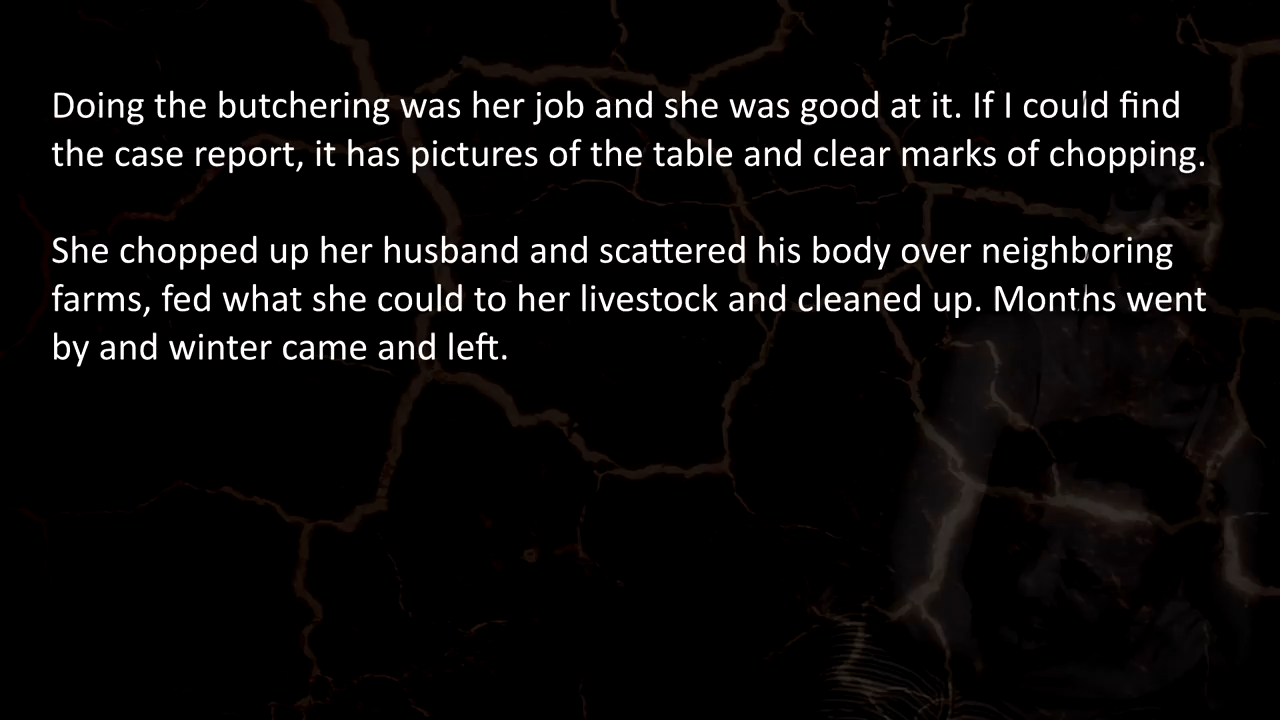 Doing the butchering was her job and she was good at it. If I could find
the case report, it has pictures of the table and clear marks of chopping.
She chopped up her husband and scattered his body over neighboring
farms, fed what she could to her livestock and cleaned up. Months went
by and winter came and left.